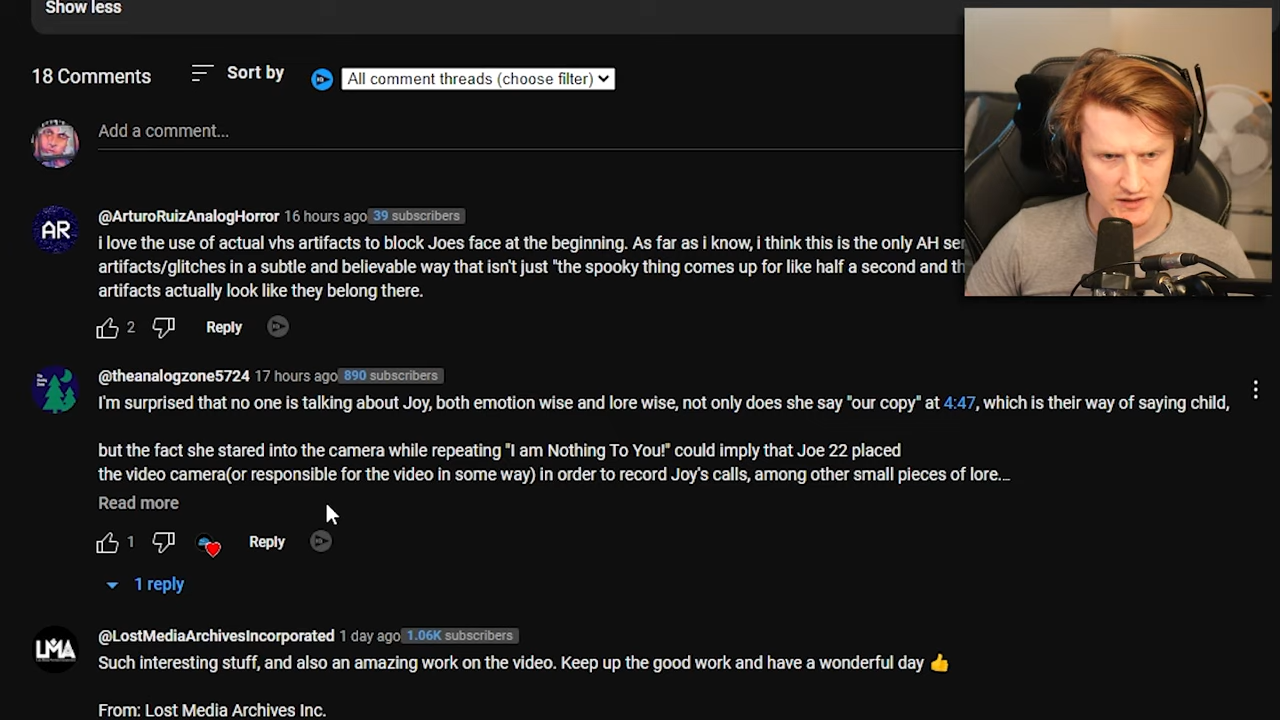 Show less
18 Comments
Sort by
All comment threads (choose filter)
Add a comment...
@ArturoRuizAnalogHorror 16 hours ago 39 subscribers
i love the use of actual vhs artifacts to block Joes face at the beginning. As far as i know, i think this is the only AH ser
artifacts/glitches in a subtle and believable way that isn't just "the spooky thing comes up for like half a second and th
artifacts actually look like they belong there.
2
Reply
@theanalogzone5724 17 hours ago 890 subscribers
I'm surprised that no one is talking about Joy, both emotion wise and lore wise, not only does she say "our copy" at 4:47, which is their way of saying child,
but the fact she stared into the camera while repeating "I am Nothing To You!" could imply that Joe 22 placed
the video camera(or responsible for the video in some way) in order to record Joy's calls, among other small pieces of lore...
Read more
1
Reply
1 reply
@LostMediaArchivesIncorporated 1 day ago 1.06K subscribers
Such interesting stuff, and also an amazing work on the video. Keep up the good work and have a wonderful day 👍
From: Lost Media Archives Inc.
AR
LMA